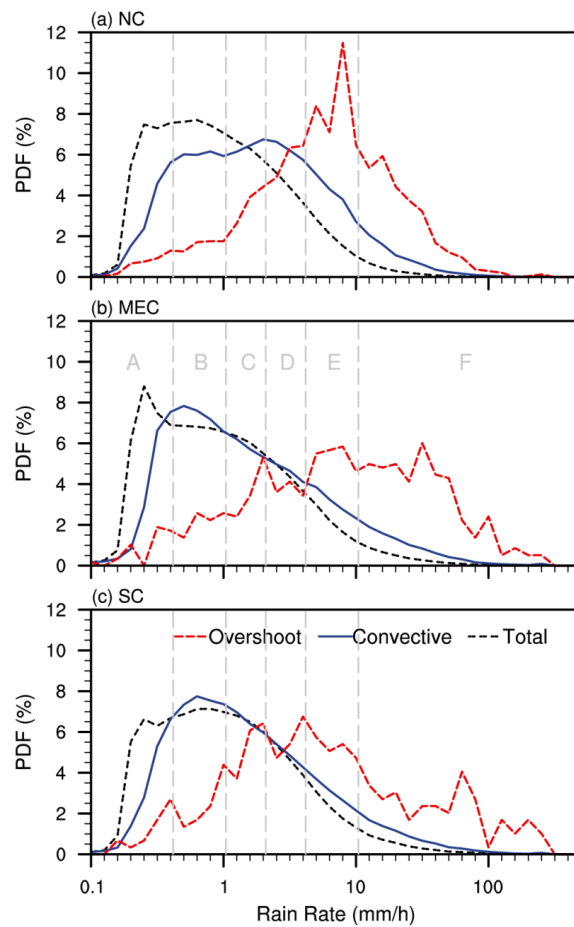 (a) NC
12
10
8
6
4
2
0
PDF (%)
(b) MEC
12
10
8
6
4
2
0
PDF (%)
A B C D E F
(c) SC
12
10
8
6
4
2
0
PDF (%)
Overshoot Convective Total
0.1 1 10 100
Rain Rate (mm/h)